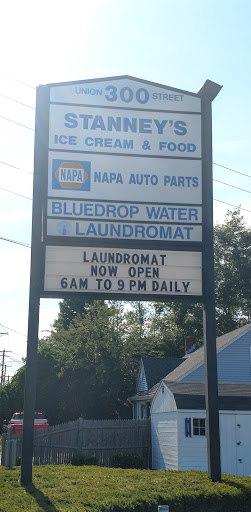 UNION 300 STREET
STANNEY'S
ICE CREAM & FOOD
NAPA NAPA AUTO PARTS
BLUEDROP WATER
LAUNDROMAT
LAUNDROMAT
NOW OPEN
6AM TO 9 PM DAILY